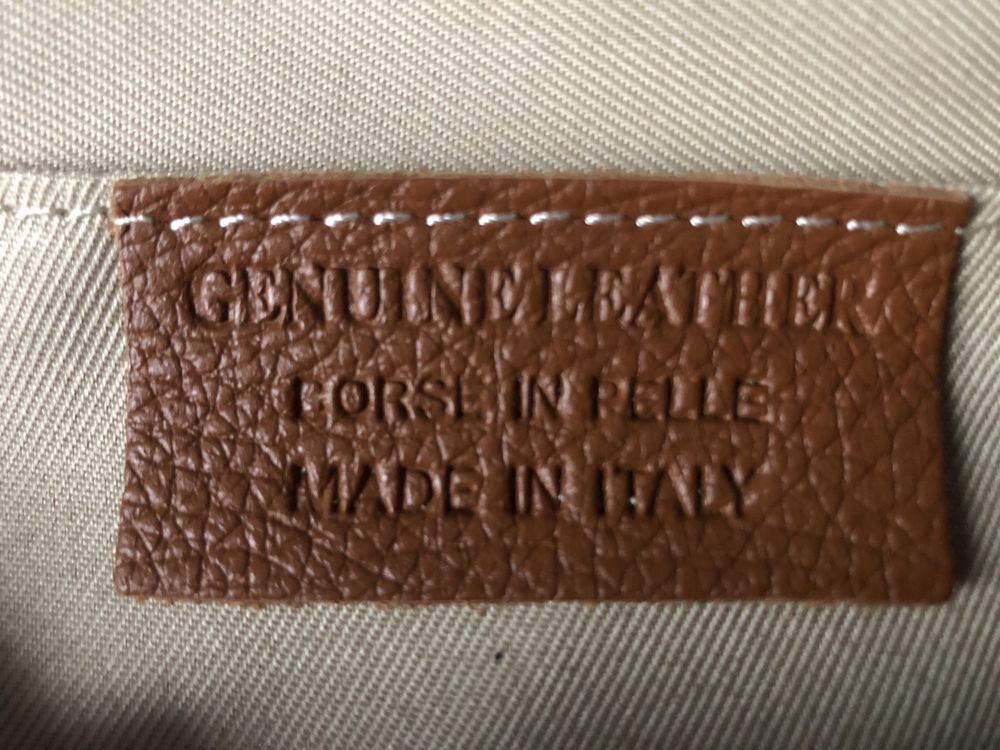 GENUINE LEATHER
BORSE IN PELLE
MADE IN ITALY